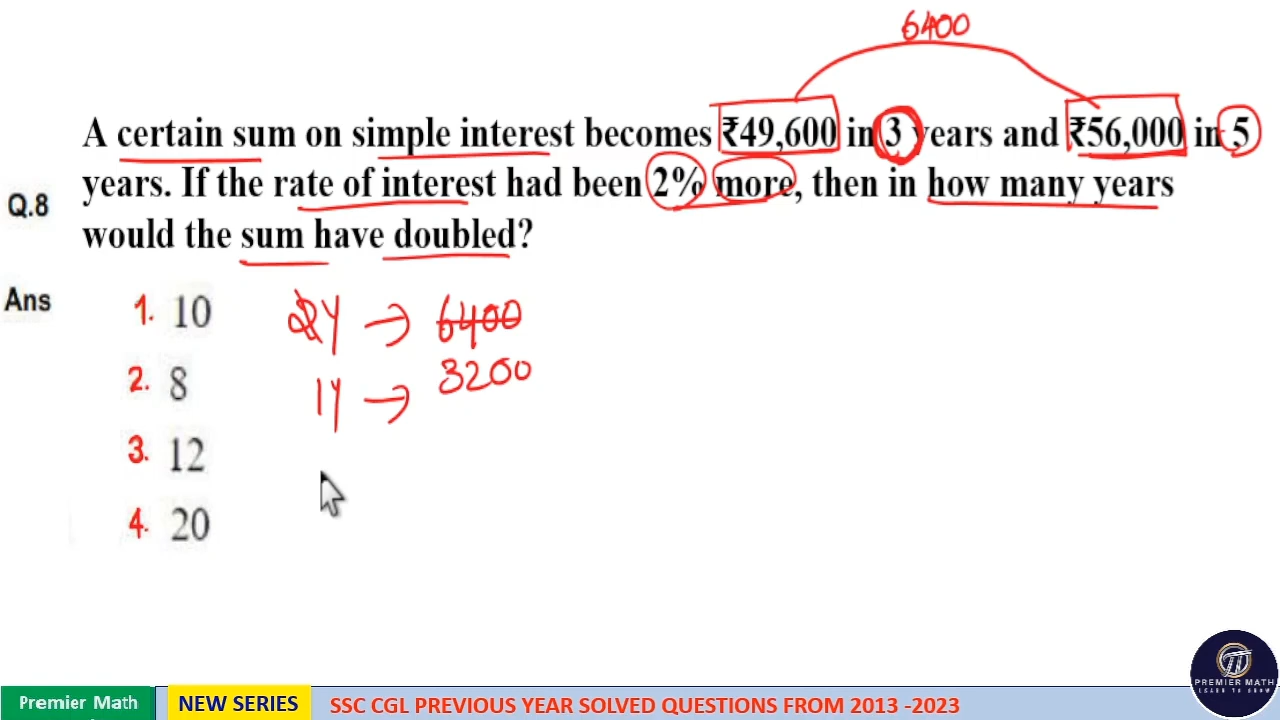 6400
A certain sum on simple interest becomes ₹49,600 in 3 years and ₹56,000 in 5
Q.8 years. If the rate of interest had been 2% more, then in how many years
would the sum have doubled?
Ans
1. 10
2. 8
3. 12
4. 20
2Y → 6400
1Y → 3200
PREMIER MATH
LEARN TO KNOW
Premier Math
NEW SERIES
SSC CGL PREVIOUS YEAR SOLVED QUESTIONS FROM 2013 -2023